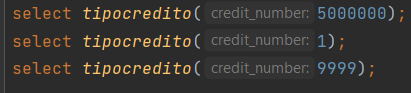 select tipocredito( credit_number: 5000000);
select tipocredito( credit_number: 1);
select tipocredito( credit_number: 9999);